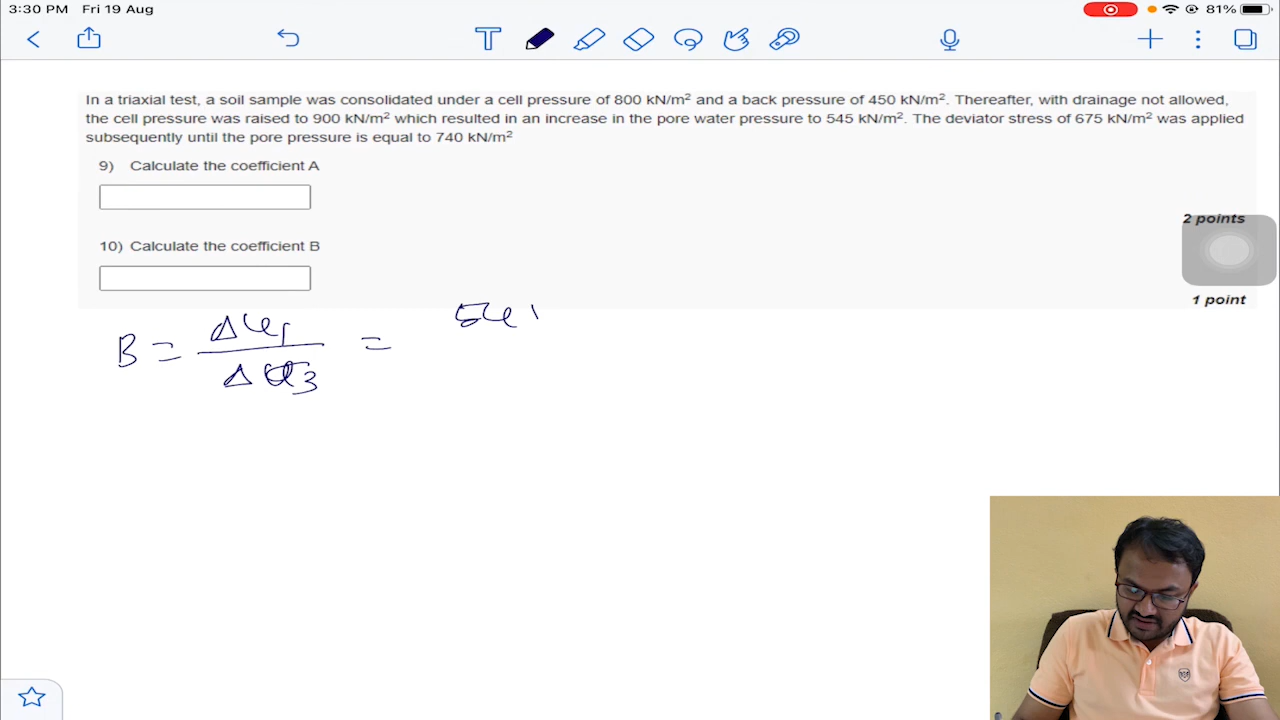 3:30 PM Fri 19 Aug
81%
In a triaxial test, a soil sample was consolidated under a cell pressure of 800 kN/m² and a back pressure of 450 kN/m². Thereafter, with drainage not allowed,
the cell pressure was raised to 900 kN/m² which resulted in an increase in the pore water pressure to 545 kN/m². The deviator stress of 675 kN/m² was applied
subsequently until the pore pressure is equal to 740 kN/m²
9) Calculate the coefficient A
2 points
10) Calculate the coefficient B
1 point
B = Δu₁ / Δσ₃ = 54